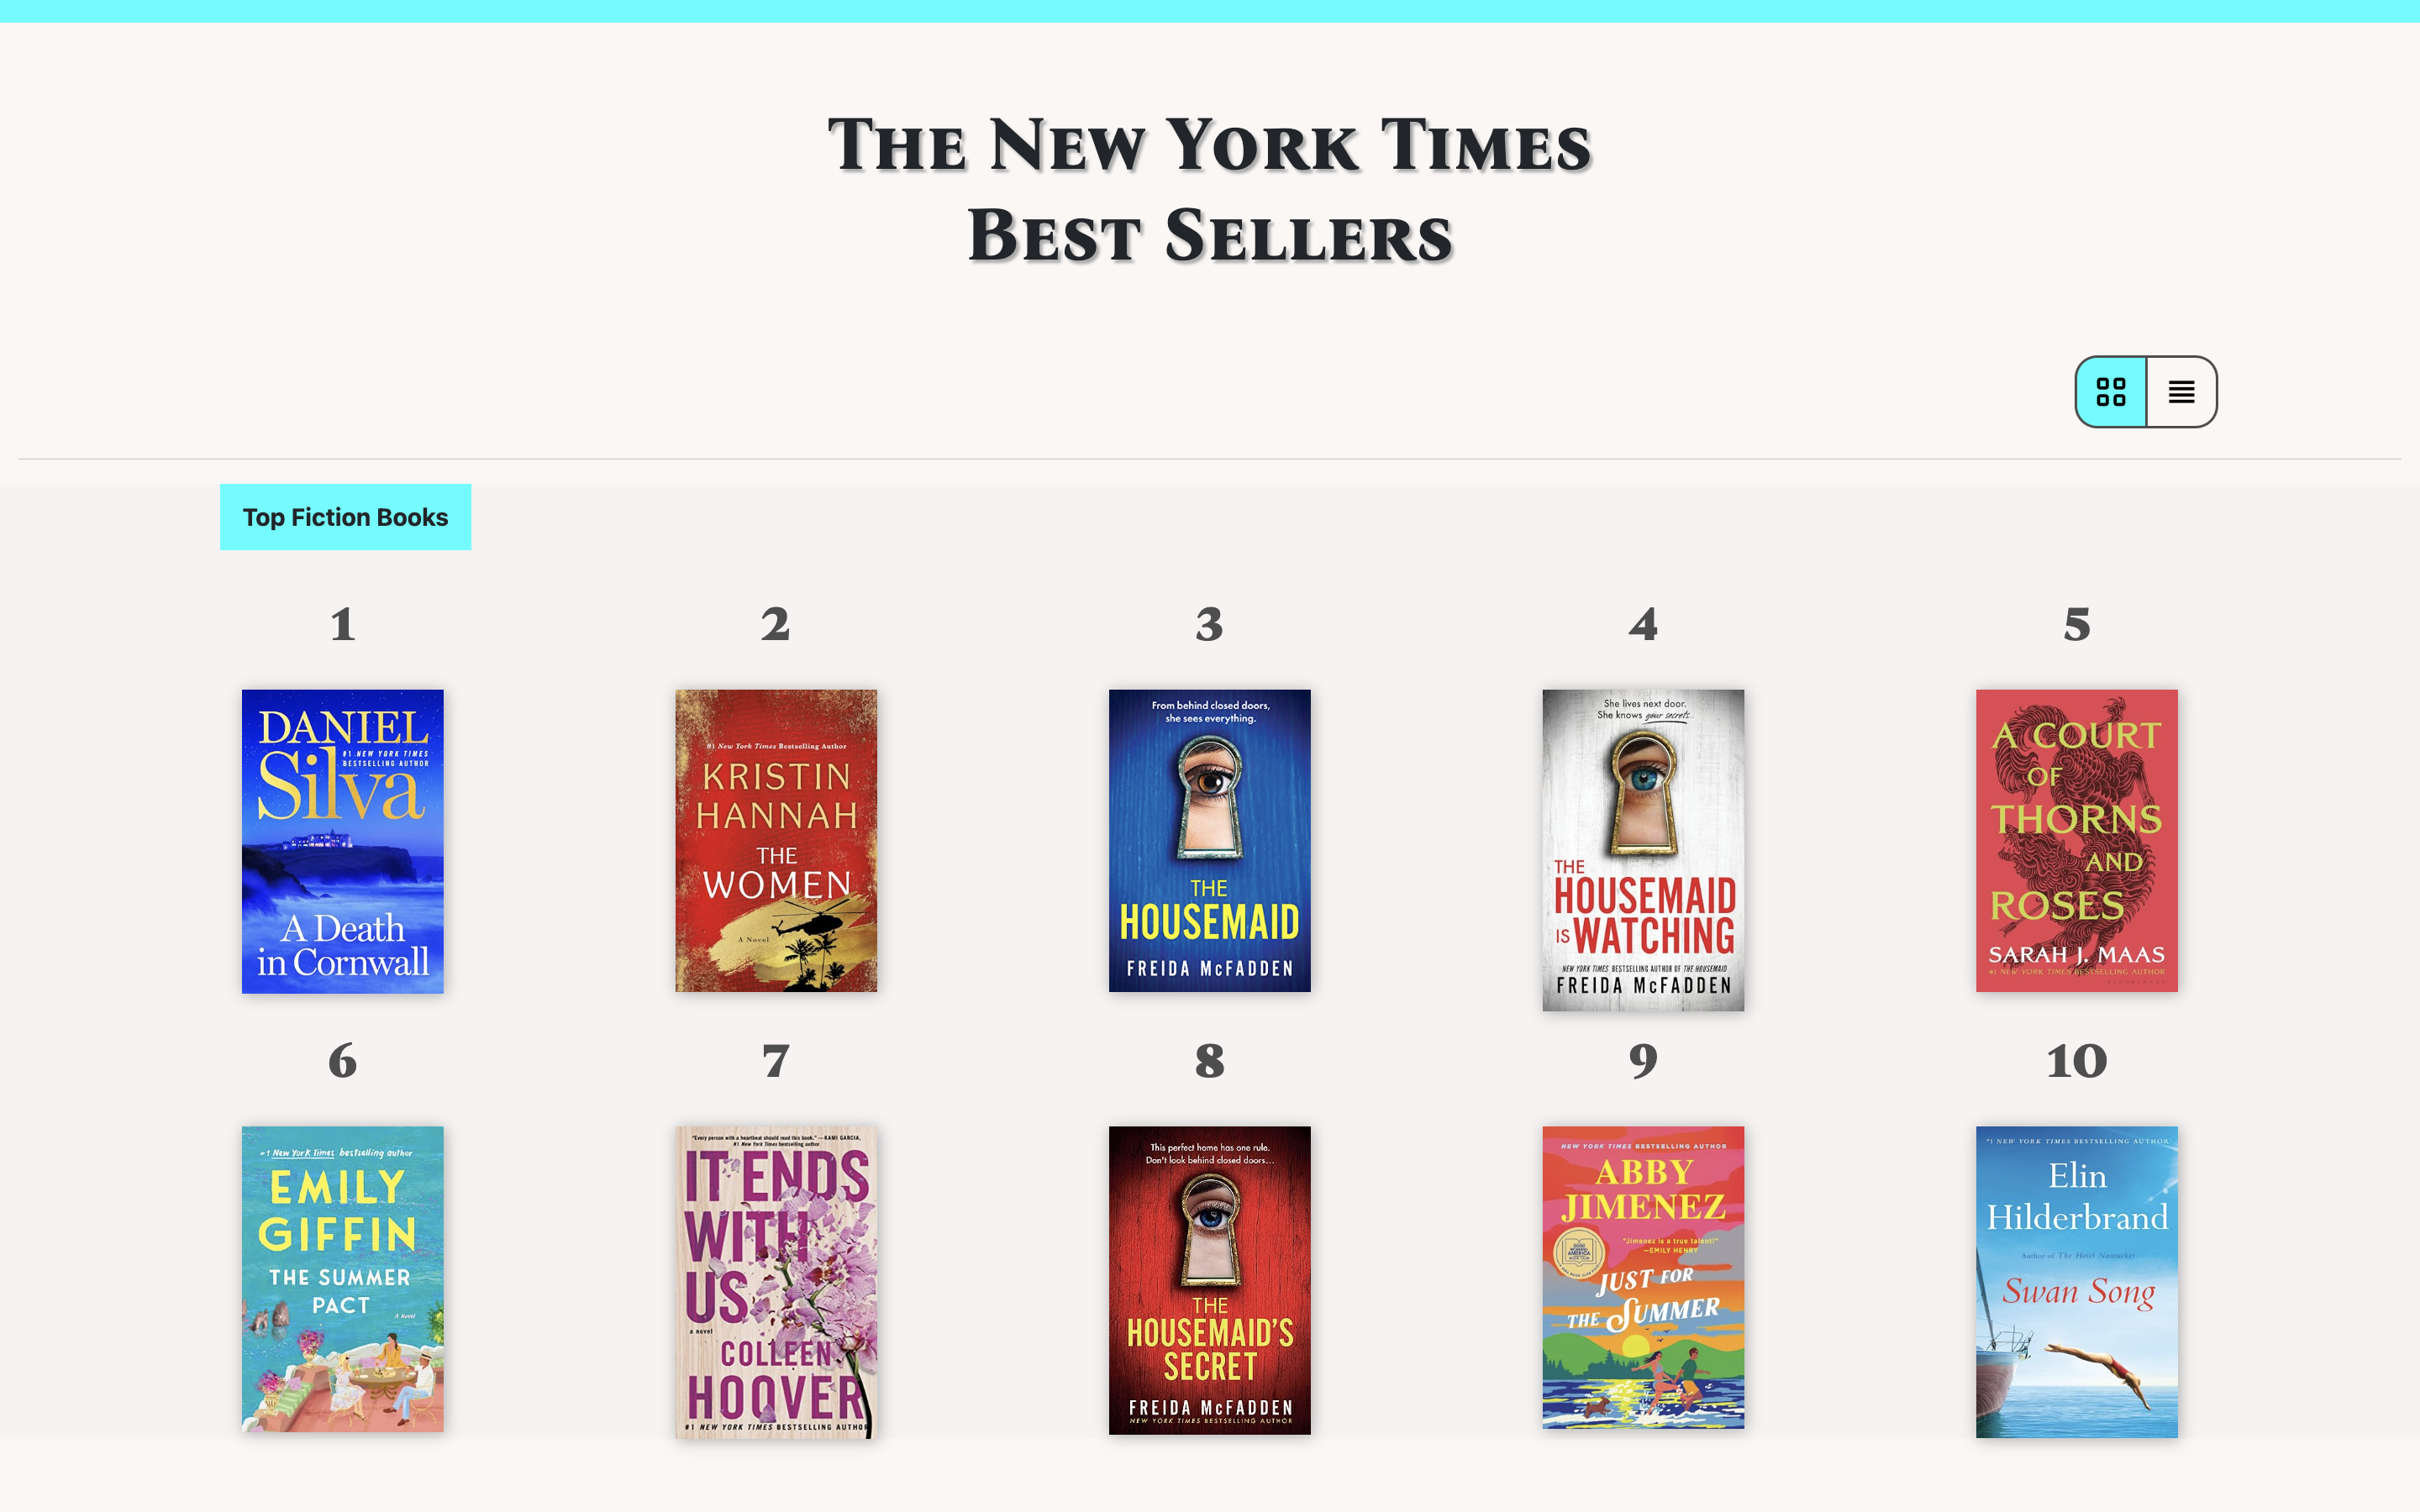 The New York Times
Best Sellers
Top Fiction Books
1
2
3
4
5
DANIEL
#1 NEW YORK TIMES
BESTSELLING AUTHOR
Silva
A Death
in Cornwall
#1 New York Times Bestselling Author
KRISTIN
HANNAH
THE
WOMEN
A Novel
From behind closed doors,
she sees everything.
THE
HOUSEMAID
FREIDA McFADDEN
She lives next door.
She knows your secrets.
THE
HOUSEMAID
IS WATCHING
NEW YORK TIMES BESTSELLING AUTHOR OF THE HOUSEMAID
FREIDA McFADDEN
A COURT
OF
THORNS
AND
ROSES
SARAH J. MAAS
#1 NEW YORK TIMES BESTSELLING AUTHOR
6
7
8
9
10
#1 New York Times bestselling author
EMILY
GIFFIN
THE SUMMER
PACT
A Novel
"Every person with a heartbeat should read this book." —KAMI GARCIA,
#1 New York Times bestselling author
IT ENDS
WITH
US
a novel
COLLEEN
HOOVER
#1 NEW YORK TIMES BESTSELLING AUTHOR
This perfect home has one rule.
Don't look behind closed doors...
THE
HOUSEMAID'S
SECRET
FREIDA McFADDEN
NEW YORK TIMES BESTSELLING AUTHOR
NEW YORK TIMES BESTSELLING AUTHOR
ABBY
JIMENEZ
"Jimenez is a true talent!"
—EMILY HENRY
JUST FOR
THE SUMMER
#1 NEW YORK TIMES BESTSELLING AUTHOR
Elin
Hilderbrand
Author of The Hotel Nantucket
Swan Song